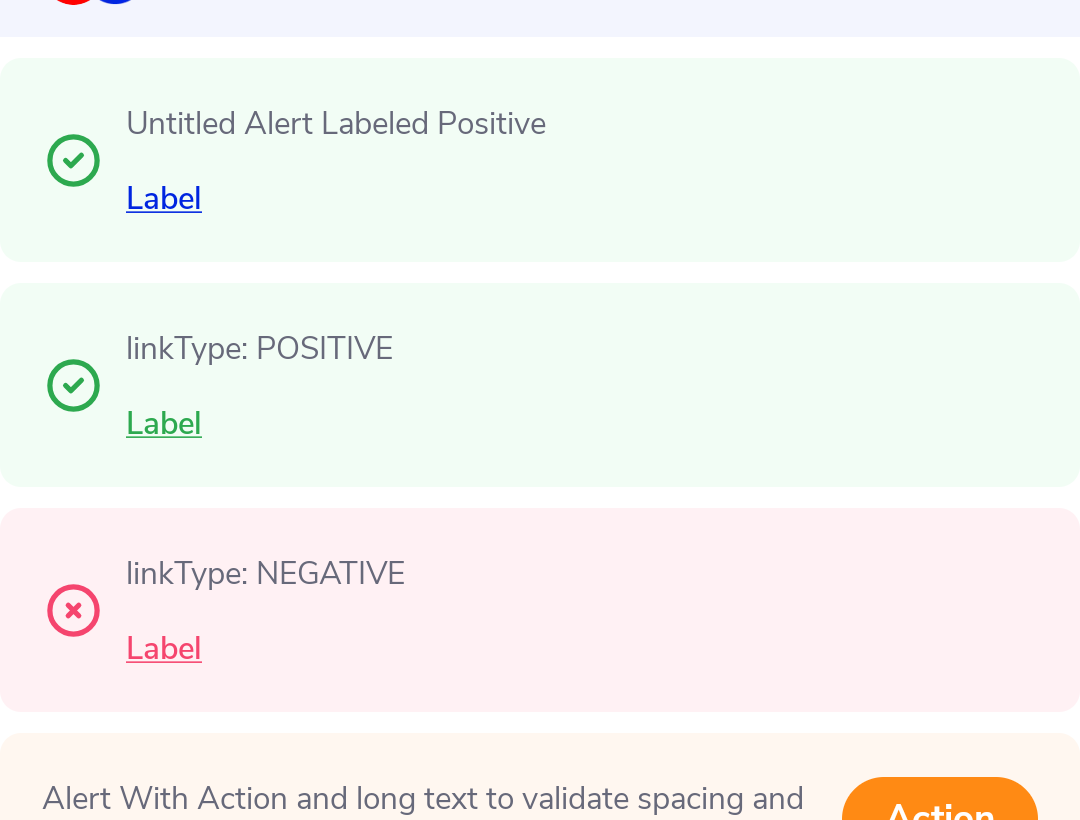 Untitled Alert Labeled Positive
Label
linkType: POSITIVE
Label
linkType: NEGATIVE
Label
Alert With Action and long text to validate spacing and
Action